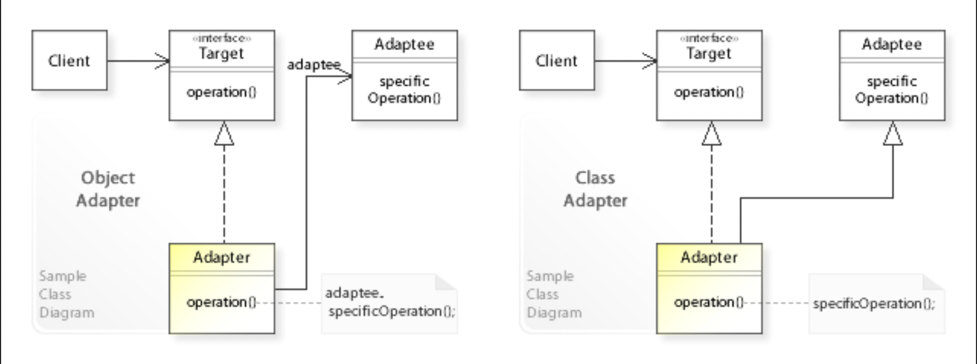 Client
«interface»
Target
operation()
adaptee
Adaptee
specific
Operation()
Object
Adapter
Adapter
operation()
adaptee.
specificOperation();
Sample
Class
Diagram
Client
«interface»
Target
operation()
Adaptee
specific
Operation()
Class
Adapter
Adapter
operation()
specificOperation();
Sample
Class
Diagram